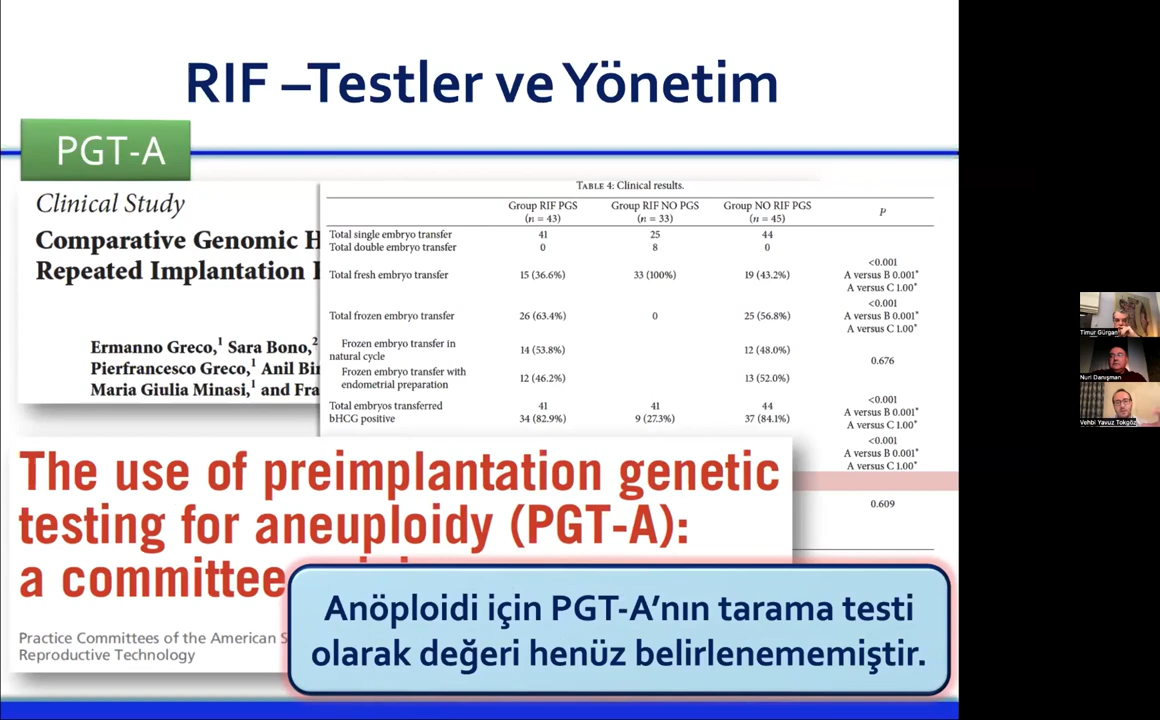 RIF –Testler ve Yönetim
PGT-A
Clinical Study
Comparative Genomic H
Repeated Implantation
Ermanno Greco,1 Sara Bono,2
Pierfrancesco Greco,1 Anil Bi
Maria Giulia Minasi,1 and Fra
TABLE 4: Clinical results.
Group RIF PGS (n = 43) Group RIF NO PGS (n = 33) Group NO RIF PGS (n = 45) P
Total single embryo transfer 41 25 44
Total double embryo transfer 0 8 0
Total fresh embryo transfer 15 (36.6%) 33 (100%) 19 (43.2%) <0.001
A versus B 0.001*
A versus C 1.00*
Total frozen embryo transfer 26 (63.4%) 0 25 (56.8%) <0.001
A versus B 0.001*
A versus C 1.00*
Frozen embryo transfer in
natural cycle 14 (53.8%) 12 (48.0%) 0.676
Frozen embryo transfer with
endometrial preparation 12 (46.2%) 13 (52.0%)
Total embryos transferred 41 41 44
bHCG positive 34 (82.9%) 9 (27.3%) 37 (84.1%) <0.001
A versus B 0.001*
A versus C 1.00*
<0.001
A versus B 0.001*
A versus C 1.00*
0.609
The use of preimplantation genetic
testing for aneuploidy (PGT-A):
a committee
Practice Committees of the American S
Reproductive Technology
Anöploidi için PGT-A’nın tarama testi
olarak değeri henüz belirlenememiştir.
Timur Gürgan
Nuri Danışman
Vehbi Yavuz Tokgöz